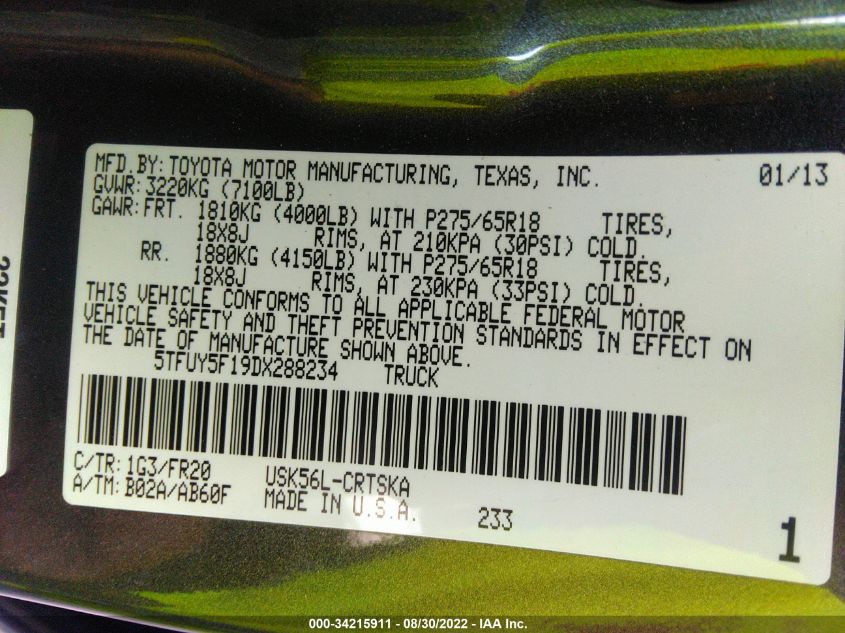 MFD. BY: TOYOTA MOTOR MANUFACTURING, TEXAS, INC. 01/13
GVWR: 3220KG (7100LB)
GAWR: FRT. 1810KG (4000LB) WITH P275/65R18 TIRES,
18X8J RIMS, AT 210KPA (30PSI) COLD.
RR. 1880KG (4150LB) WITH P275/65R18 TIRES,
18X8J RIMS, AT 230KPA (33PSI) COLD.
THIS VEHICLE CONFORMS TO ALL APPLICABLE FEDERAL MOTOR
VEHICLE SAFETY AND THEFT PREVENTION STANDARDS IN EFFECT ON
THE DATE OF MANUFACTURE SHOWN ABOVE.
5TFUY5F19DX288234 TRUCK
C/TR: 1G3/FR20 USK56L-CRTSKA
A/TM: B02A/AB60F MADE IN U.S.A. 233 1
000-34215911 - 08/30/2022 - IAA Inc.